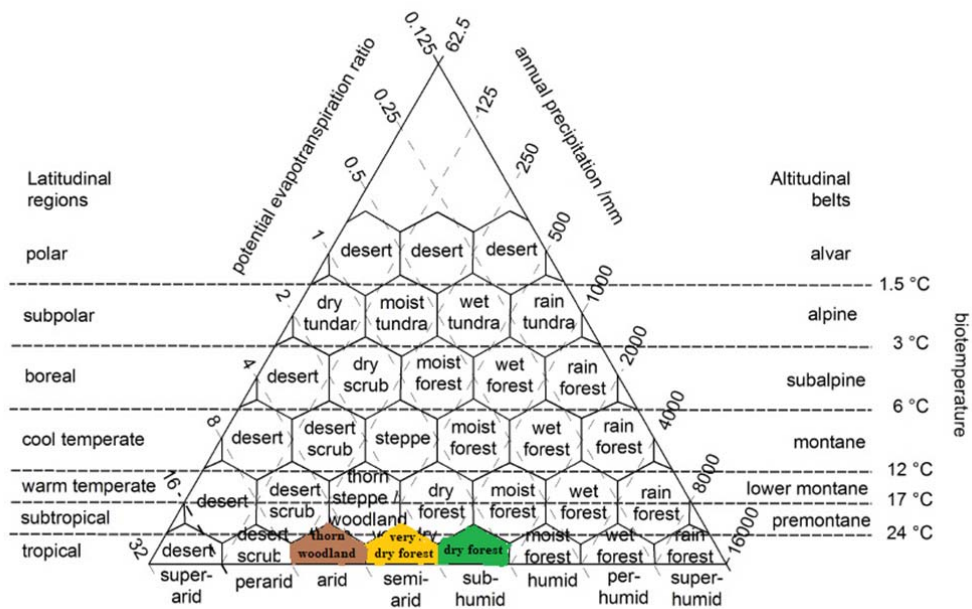 0.125 62.5
0.25 125
0.5 250
potential evapotranspiration ratio
annual precipitation /mm
Latitudinal
regions
Altitudinal
belts
1 500
polar
desert desert desert
alvar
1.5 °C
2 1000
subpolar
dry
tundar
moist
tundra
wet
tundra
rain
tundra
alpine
3 °C
4 2000
boreal
desert
dry
scrub
moist
forest
wet
forest
rain
forest
subalpine
6 °C
biotemperature
8 4000
cool temperate
desert
desert
scrub
steppe
moist
forest
wet
forest
rain
forest
montane
12 °C
16 8000
warm temperate
subtropical
desert
desert
scrub
thorn
steppe /
woodland
dry
forest
moist
forest
wet
forest
rain
forest
lower montane
17 °C
premontane
24 °C
32 16000
tropical
desert
desert
scrub
thorn
woodland
very
dry forest
dry forest
moist
forest
wet
forest
rain
forest
super-
arid
perarid
arid
semi-
arid
sub-
humid
humid
per-
humid
super-
humid